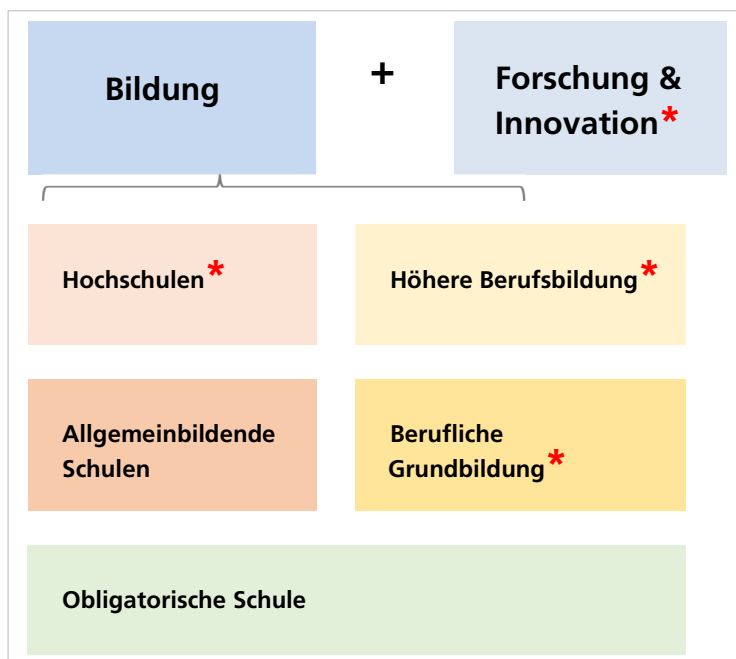 Bildung
+
Forschung &
Innovation*
Hochschulen*
Höhere Berufsbildung*
Allgemeinbildende
Schulen
Berufliche
Grundbildung*
Obligatorische Schule